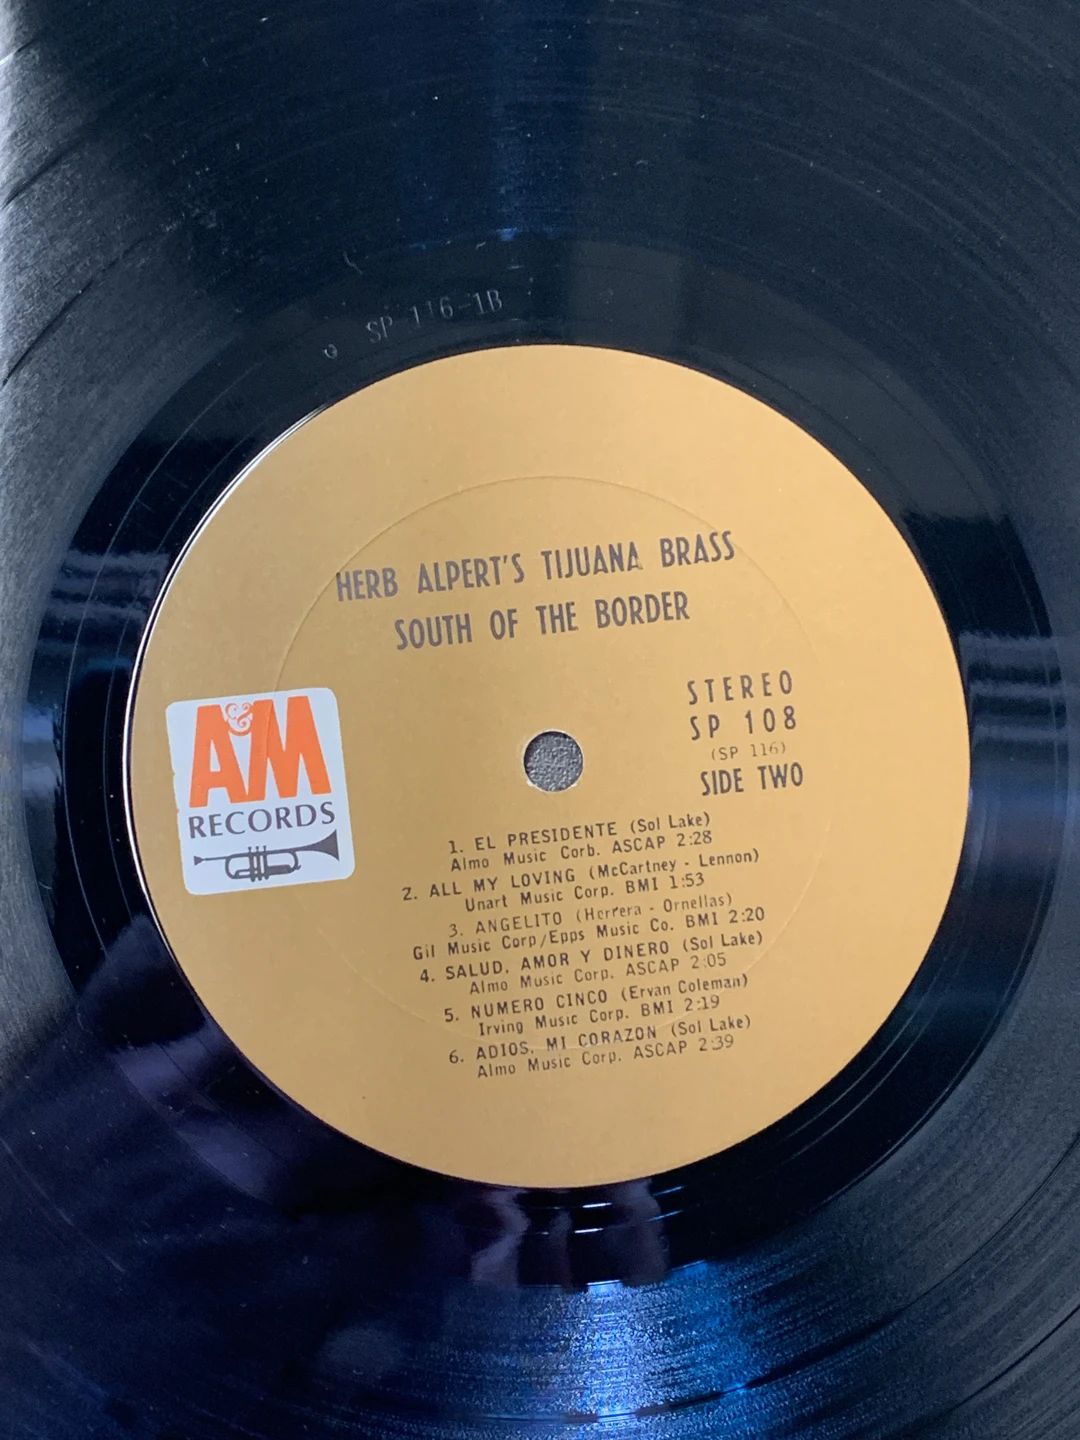 SP 116-1B
HERB ALPERT'S TIJUANA BRASS
SOUTH OF THE BORDER
STEREO
SP 108
(SP 116)
SIDE TWO
A&M
RECORDS
1. EL PRESIDENTE (Sol Lake)
Almo Music Corb. ASCAP 2:28
2. ALL MY LOVING (McCartney - Lennon)
Unart Music Corp. BMI 1:53
3. ANGELITO (Herrera - Ornellas)
Gil Music Corp/Epps Music Co. BMI 2:20
4. SALUD, AMOR Y DINERO (Sol Lake)
Almo Music Corp. ASCAP 2:05
5. NUMERO CINCO (Ervan Coleman)
Irving Music Corp. BMI 2:19
6. ADIOS, MI CORAZON (Sol Lake)
Almo Music Corp. ASCAP 2:39